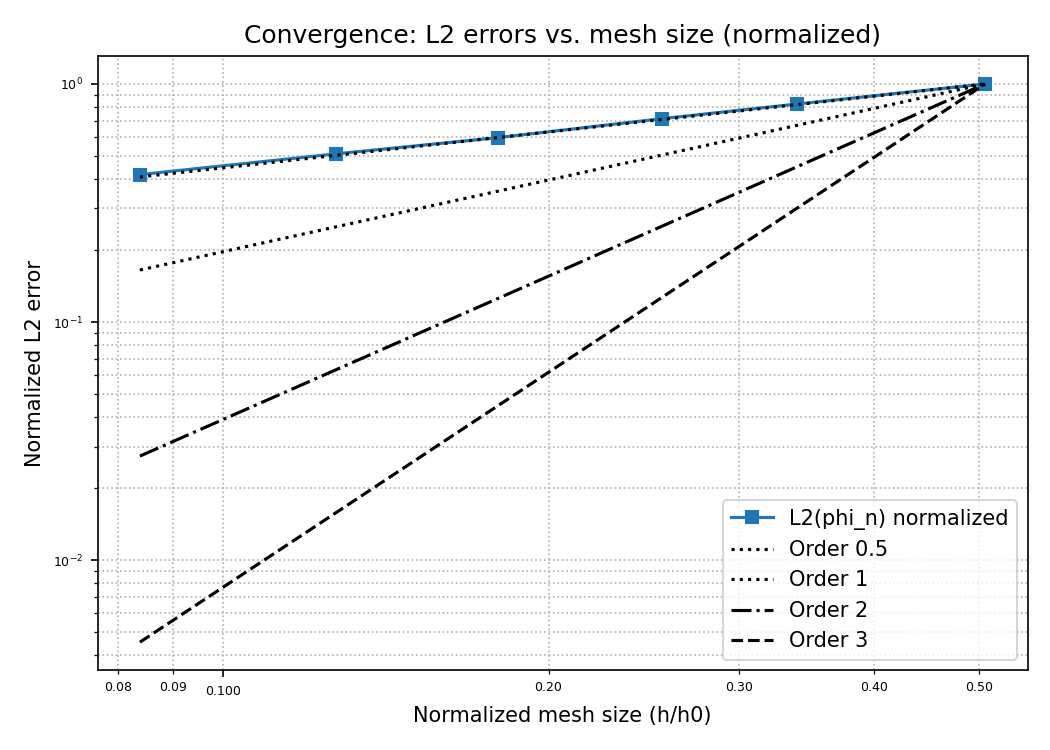 Convergence: L2 errors vs. mesh size (normalized)
Normalized L2 error
10⁰
10⁻¹
10⁻²
L2(phi_n) normalized
Order 0.5
Order 1
Order 2
Order 3
0.08 0.09 0.100 0.20 0.30 0.40 0.50
Normalized mesh size (h/h0)